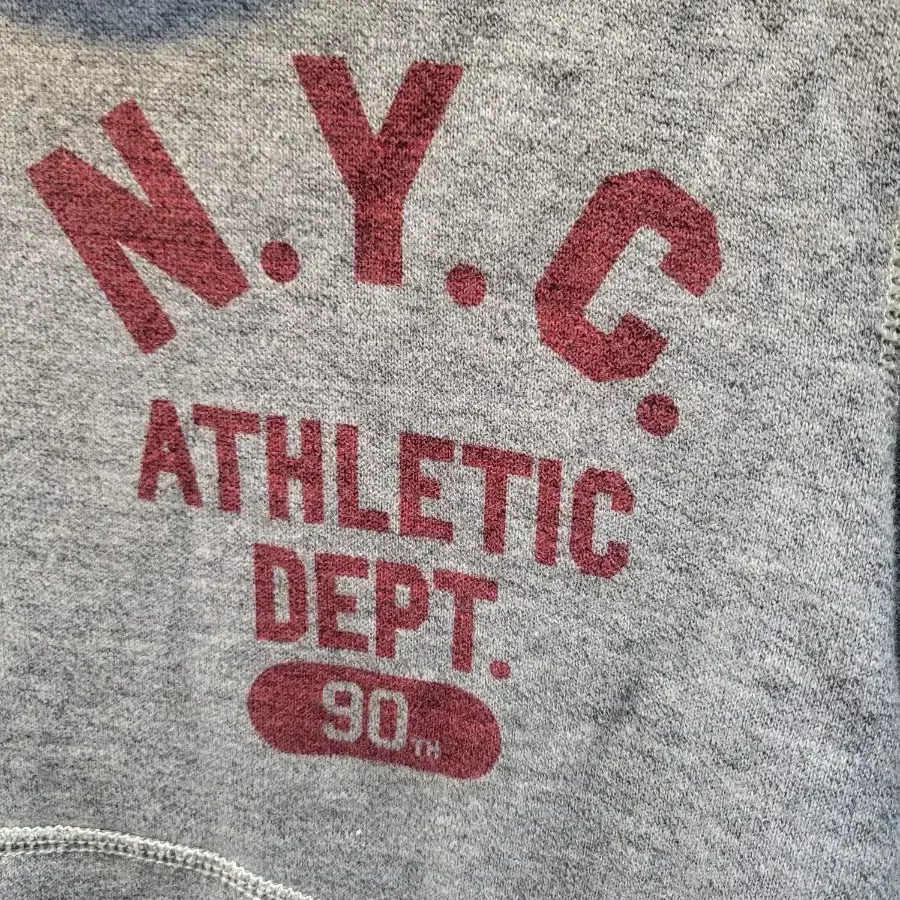 N.Y.C.
ATHLETIC
DEPT.
90TH